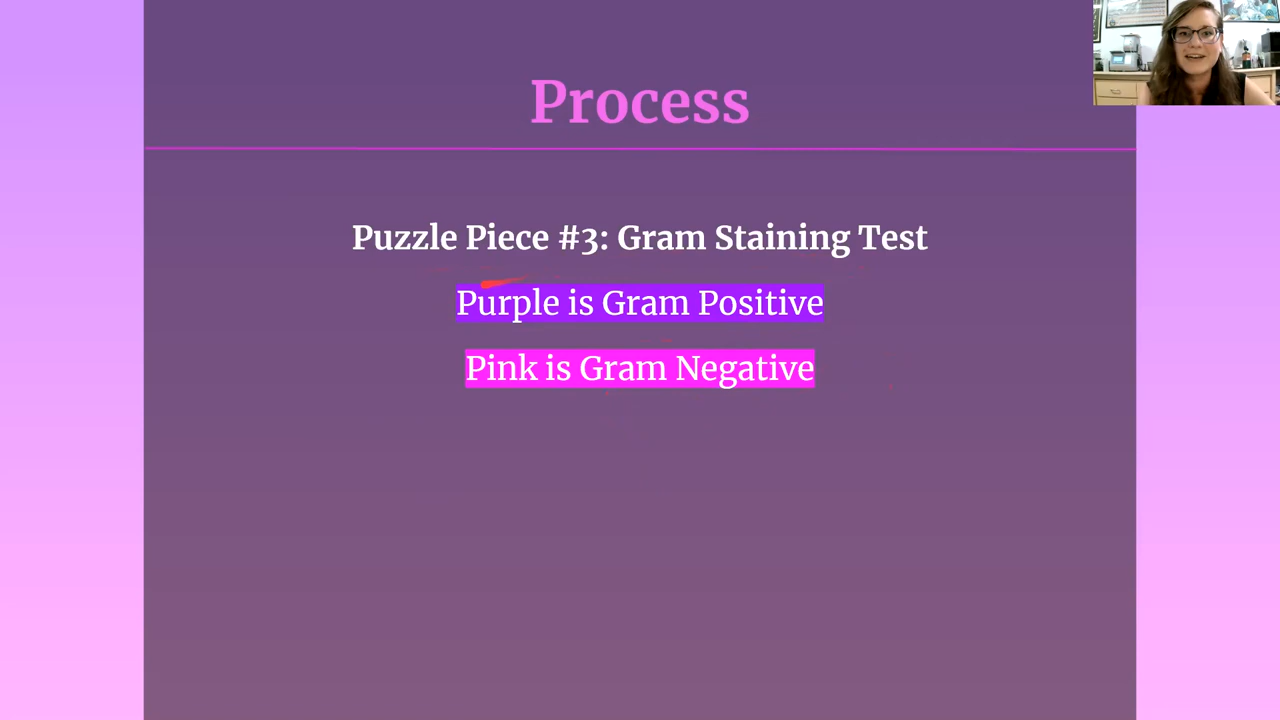 Process
Puzzle Piece #3: Gram Staining Test
Purple is Gram Positive
Pink is Gram Negative